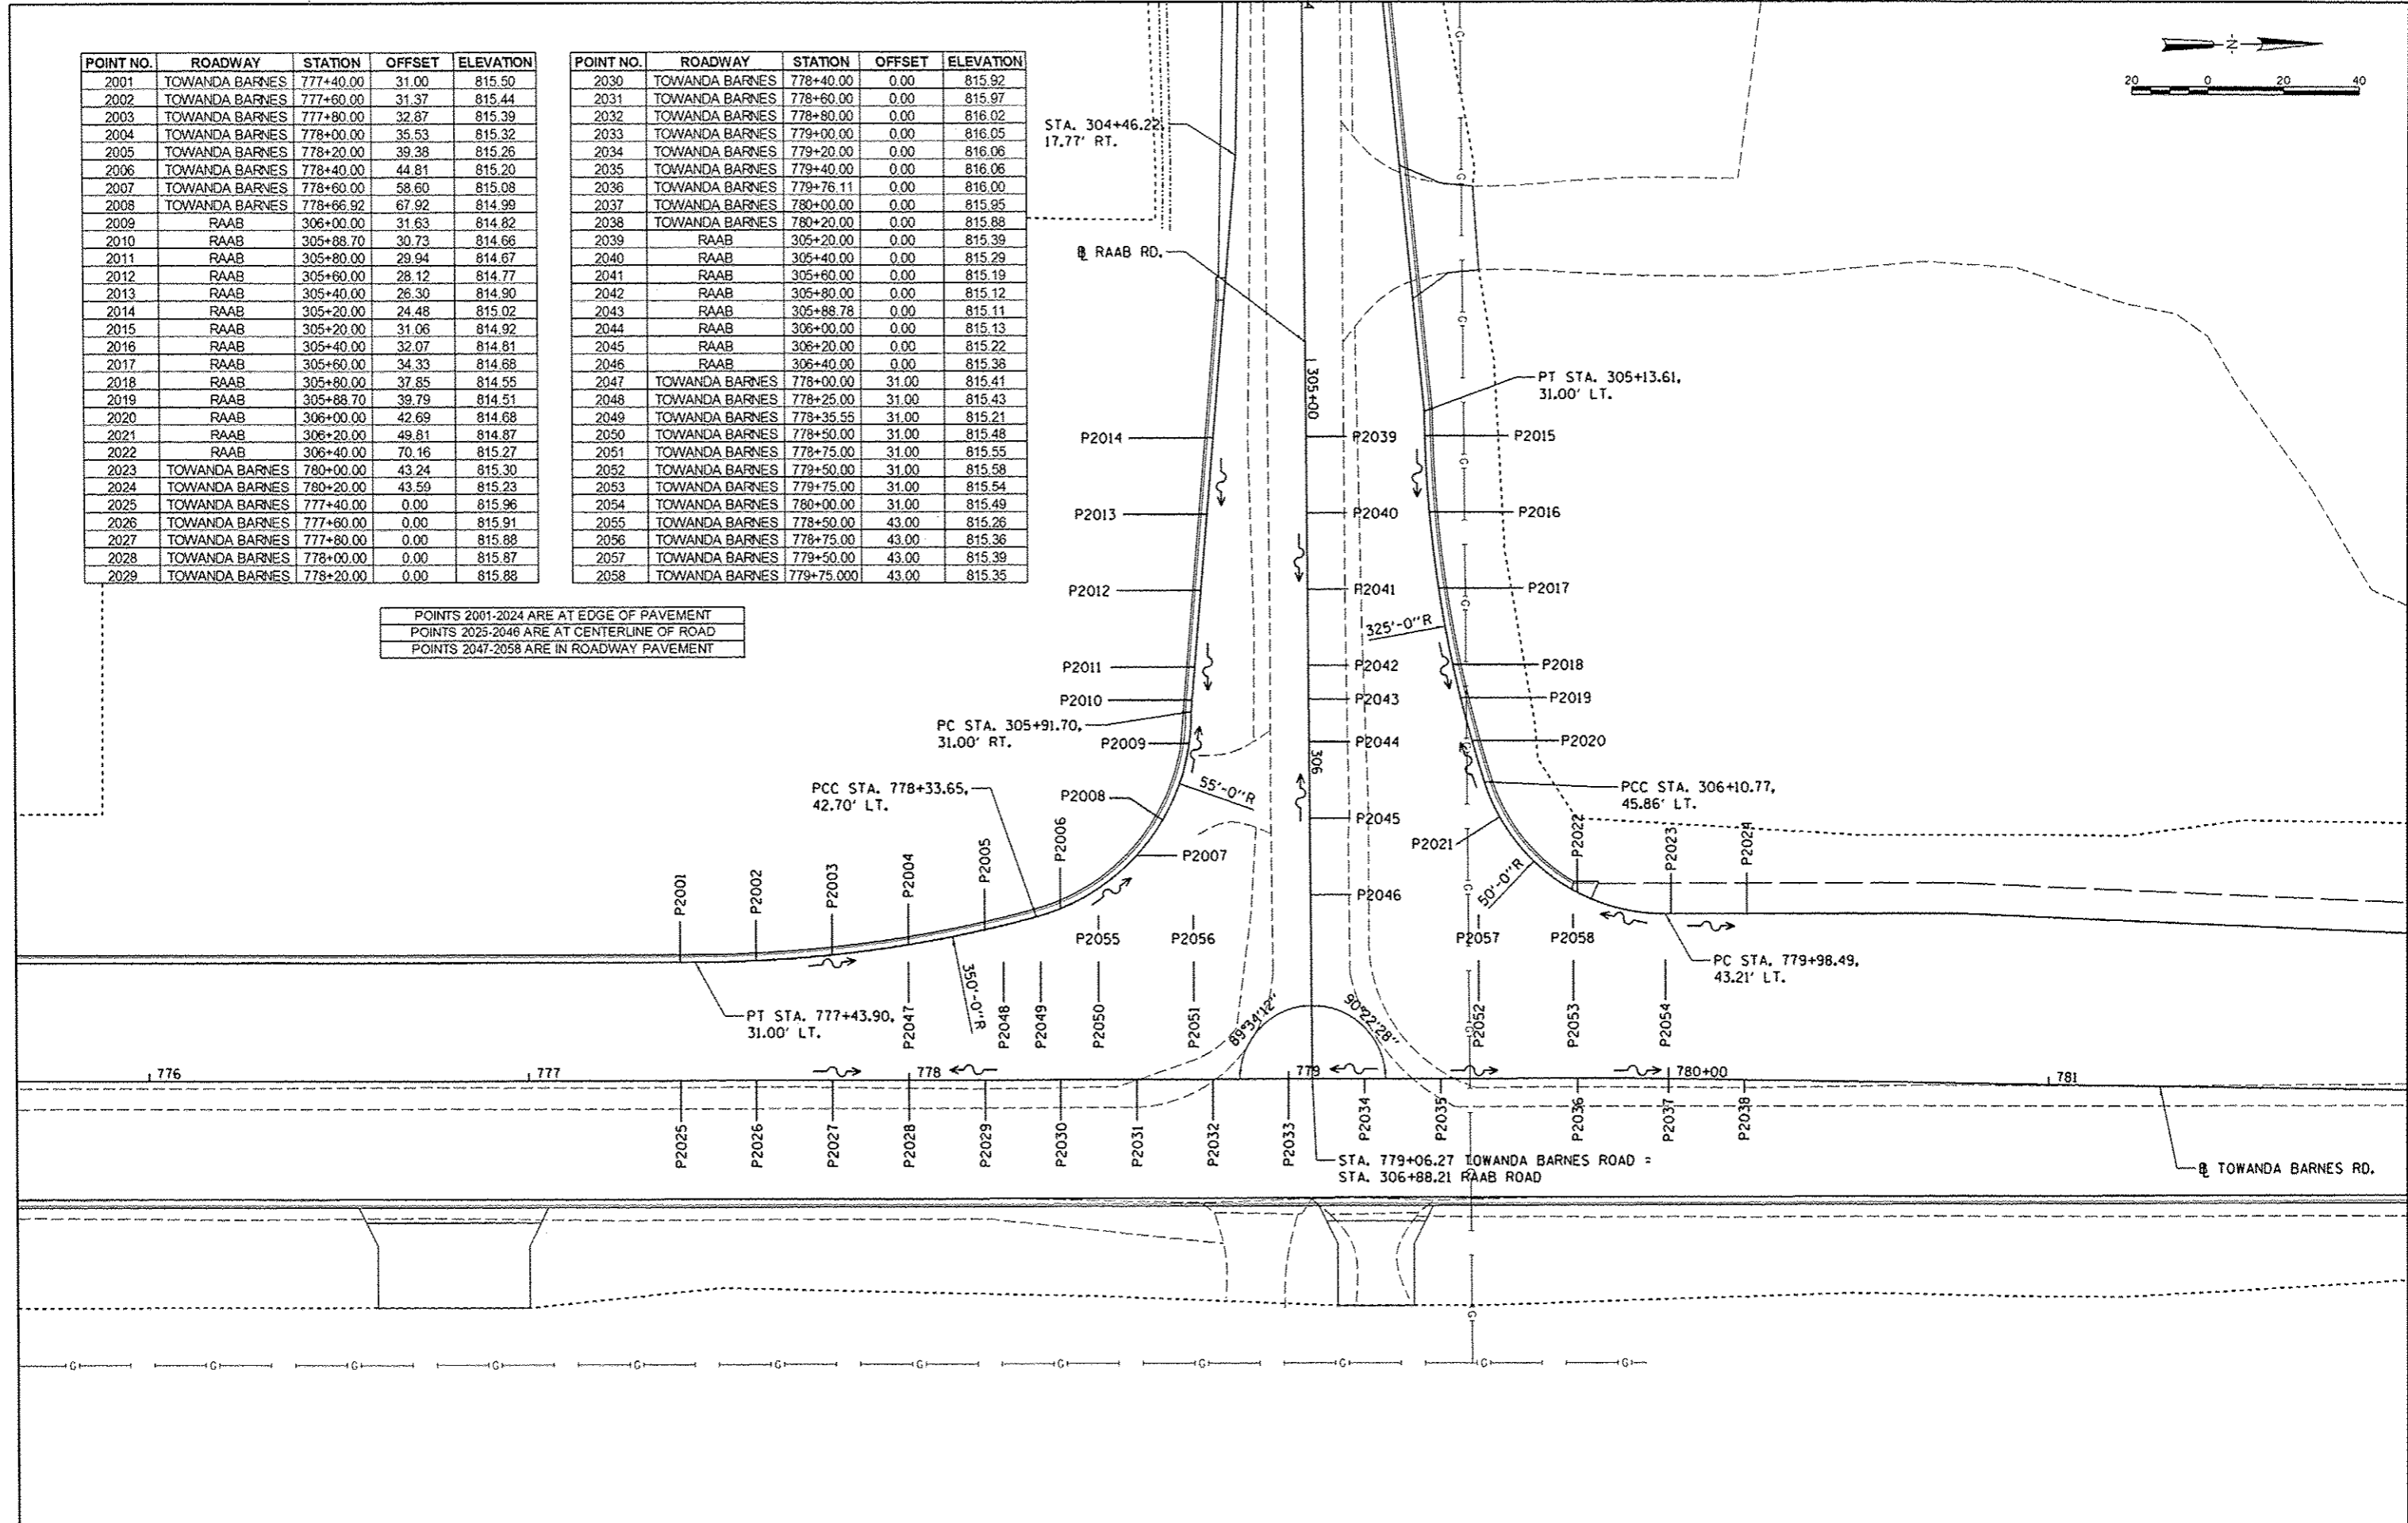 POINT NO. ROADWAY STATION OFFSET ELEVATION
2001 TOWANDA BARNES 777+40.00 31.00 815.50
2002 TOWANDA BARNES 777+60.00 31.37 815.44
2003 TOWANDA BARNES 777+80.00 32.87 815.39
2004 TOWANDA BARNES 778+00.00 35.53 815.32
2005 TOWANDA BARNES 778+20.00 39.38 815.26
2006 TOWANDA BARNES 778+40.00 44.81 815.20
2007 TOWANDA BARNES 778+60.00 58.60 815.08
2008 TOWANDA BARNES 778+66.92 67.92 814.99
2009 RAAB 306+00.00 31.63 814.82
2010 RAAB 305+88.70 30.73 814.66
2011 RAAB 305+80.00 29.94 814.67
2012 RAAB 305+60.00 28.12 814.77
2013 RAAB 305+40.00 26.30 814.90
2014 RAAB 305+20.00 24.48 815.02
2015 RAAB 305+20.00 31.06 814.92
2016 RAAB 305+40.00 32.07 814.81
2017 RAAB 305+60.00 34.33 814.68
2018 RAAB 305+80.00 37.85 814.55
2019 RAAB 305+88.70 39.79 814.51
2020 RAAB 306+00.00 42.69 814.68
2021 RAAB 306+20.00 49.81 814.87
2022 RAAB 306+40.00 70.16 815.27
2023 TOWANDA BARNES 780+00.00 43.24 815.30
2024 TOWANDA BARNES 780+20.00 43.59 815.23
2025 TOWANDA BARNES 777+40.00 0.00 815.96
2026 TOWANDA BARNES 777+60.00 0.00 815.91
2027 TOWANDA BARNES 777+80.00 0.00 815.88
2028 TOWANDA BARNES 778+00.00 0.00 815.87
2029 TOWANDA BARNES 778+20.00 0.00 815.88
POINT NO. ROADWAY STATION OFFSET ELEVATION
2030 TOWANDA BARNES 778+40.00 0.00 815.92
2031 TOWANDA BARNES 778+60.00 0.00 815.97
2032 TOWANDA BARNES 778+80.00 0.00 816.02
2033 TOWANDA BARNES 779+00.00 0.00 816.05
2034 TOWANDA BARNES 779+20.00 0.00 816.06
2035 TOWANDA BARNES 779+40.00 0.00 816.06
2036 TOWANDA BARNES 779+76.11 0.00 816.00
2037 TOWANDA BARNES 780+00.00 0.00 815.95
2038 TOWANDA BARNES 780+20.00 0.00 815.88
2039 RAAB 305+20.00 0.00 815.39
2040 RAAB 305+40.00 0.00 815.29
2041 RAAB 305+60.00 0.00 815.19
2042 RAAB 305+80.00 0.00 815.12
2043 RAAB 305+88.78 0.00 815.11
2044 RAAB 306+00.00 0.00 815.13
2045 RAAB 306+20.00 0.00 815.22
2046 RAAB 306+40.00 0.00 815.36
2047 TOWANDA BARNES 778+00.00 31.00 815.41
2048 TOWANDA BARNES 778+25.00 31.00 815.43
2049 TOWANDA BARNES 778+35.55 31.00 815.21
2050 TOWANDA BARNES 778+50.00 31.00 815.48
2051 TOWANDA BARNES 778+75.00 31.00 815.55
2052 TOWANDA BARNES 779+50.00 31.00 815.58
2053 TOWANDA BARNES 779+75.00 31.00 815.54
2054 TOWANDA BARNES 780+00.00 31.00 815.49
2055 TOWANDA BARNES 778+50.00 43.00 815.26
2056 TOWANDA BARNES 778+75.00 43.00 815.36
2057 TOWANDA BARNES 779+50.00 43.00 815.39
2058 TOWANDA BARNES 779+75.000 43.00 815.35
POINTS 2001-2024 ARE AT EDGE OF PAVEMENT
POINTS 2025-2046 ARE AT CENTERLINE OF ROAD
POINTS 2047-2058 ARE IN ROADWAY PAVEMENT
N
20 0 20 40
STA. 304+46.22,
17.77' RT.
RAAB RD.
305+00
PT STA. 305+13.61,
31.00' LT.
P2014
P2039
P2015
P2013
P2040
P2016
P2012
P2041
P2017
325'-0"R
P2011
P2042
P2018
P2010
P2043
P2019
PC STA. 305+91.70,
31.00' RT.
P2009
P2044
P2020
306
PCC STA. 778+33.65,
42.70' LT.
55'-0"R
PCC STA. 306+10.77,
45.86' LT.
P2008
P2045
P2021
P2007
P2046
50'-0"R
P2001
P2002
P2003
P2004
P2005
P2006
P2022
P2023
P2024
P2055
P2056
P2057
P2058
PC STA. 779+98.49,
43.21' LT.
PT STA. 777+43.90,
31.00' LT.
350'-0"R
P2047
P2048
P2049
P2050
P2051
P2052
P2053
P2054
89°34'12"
90°22'28"
776
777
778
779
780+00
781
P2025
P2026
P2027
P2028
P2029
P2030
P2031
P2032
P2033
P2034
P2035
P2036
P2037
P2038
STA. 779+06.27 TOWANDA BARNES ROAD =
STA. 306+88.21 RAAB ROAD
TOWANDA BARNES RD.
G G G G G G G G G G G G